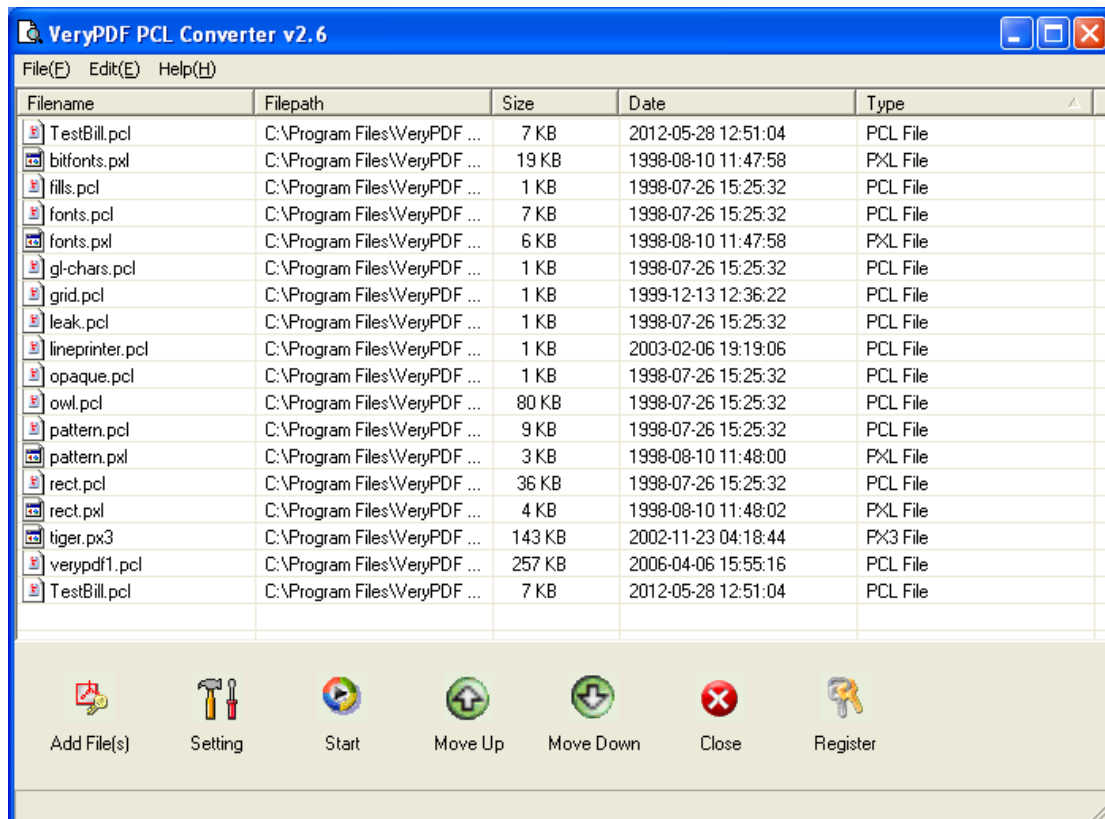 VeryPDF PCL Converter v2.6
File(F) Edit(E) Help(H)
Filename Filepath Size Date Type
TestBill.pcl C:\Program Files\VeryPDF ... 7 KB 2012-05-28 12:51:04 PCL File
bitfonts.pxl C:\Program Files\VeryPDF ... 19 KB 1998-08-10 11:47:58 PXL File
fills.pcl C:\Program Files\VeryPDF ... 1 KB 1998-07-26 15:25:32 PCL File
fonts.pcl C:\Program Files\VeryPDF ... 7 KB 1998-07-26 15:25:32 PCL File
fonts.pxl C:\Program Files\VeryPDF ... 6 KB 1998-08-10 11:47:58 PXL File
gl-chars.pcl C:\Program Files\VeryPDF ... 1 KB 1998-07-26 15:25:32 PCL File
grid.pcl C:\Program Files\VeryPDF ... 1 KB 1999-12-13 12:36:22 PCL File
leak.pcl C:\Program Files\VeryPDF ... 1 KB 1998-07-26 15:25:32 PCL File
lineprinter.pcl C:\Program Files\VeryPDF ... 1 KB 2003-02-06 19:19:06 PCL File
opaque.pcl C:\Program Files\VeryPDF ... 1 KB 1998-07-26 15:25:32 PCL File
owl.pcl C:\Program Files\VeryPDF ... 80 KB 1998-07-26 15:25:32 PCL File
pattern.pcl C:\Program Files\VeryPDF ... 9 KB 1998-07-26 15:25:32 PCL File
pattern.pxl C:\Program Files\VeryPDF ... 3 KB 1998-08-10 11:48:00 PXL File
rect.pcl C:\Program Files\VeryPDF ... 36 KB 1998-07-26 15:25:32 PCL File
rect.pxl C:\Program Files\VeryPDF ... 4 KB 1998-08-10 11:48:02 PXL File
tiger.px3 C:\Program Files\VeryPDF ... 143 KB 2002-11-23 04:18:44 PX3 File
verypdf1.pcl C:\Program Files\VeryPDF ... 257 KB 2006-04-06 15:55:16 PCL File
TestBill.pcl C:\Program Files\VeryPDF ... 7 KB 2012-05-28 12:51:04 PCL File
Add File(s) Setting Start Move Up Move Down Close Register